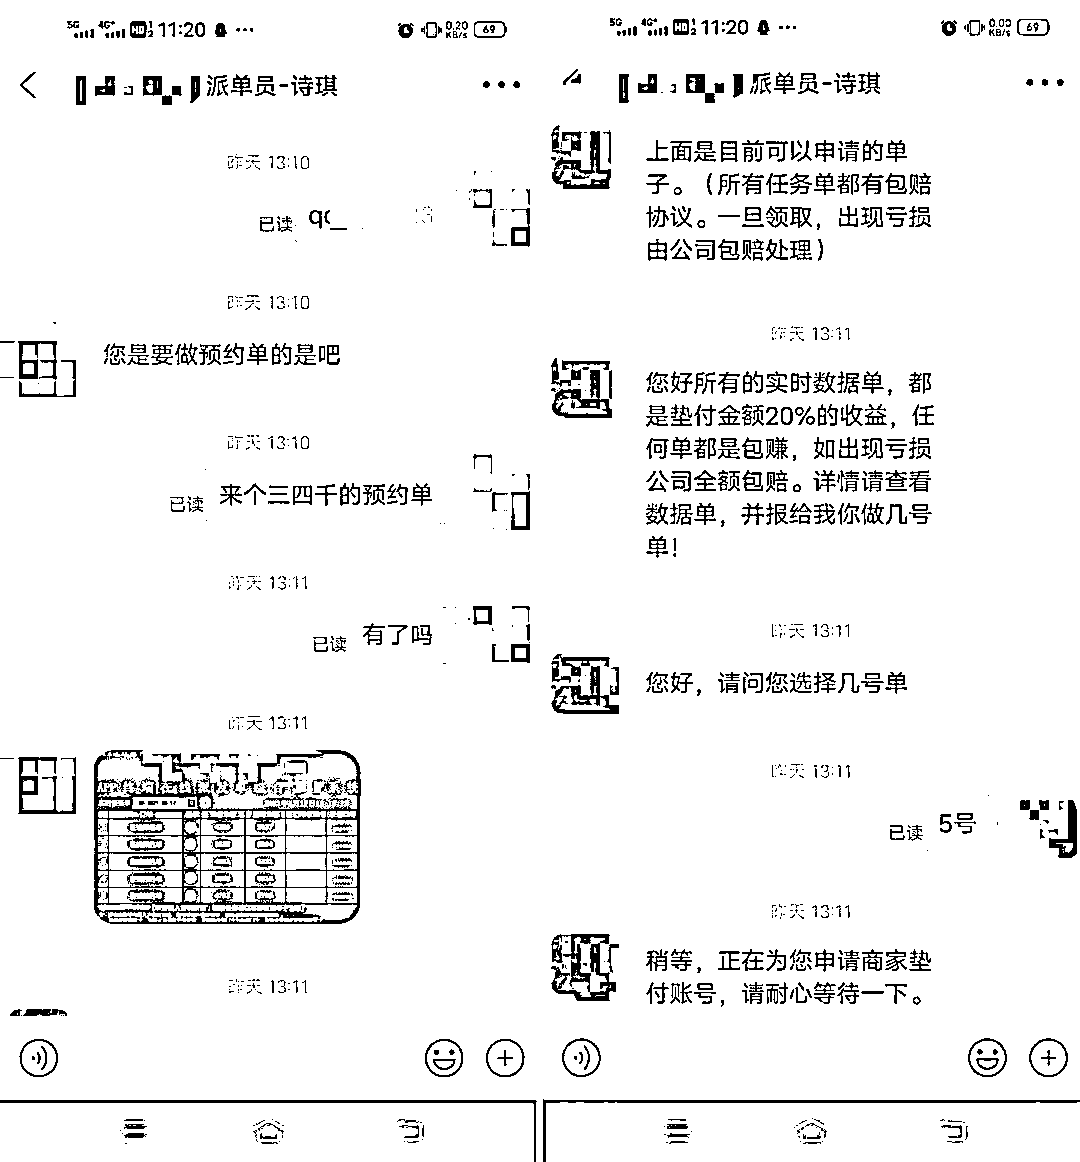 5G 4G+ HD 1 2 11:20 ··· 0.20 KB/s 69
派单员-诗琪
昨天 13:10
已读
昨天 13:10
您是要做预约单的是吧
昨天 13:10
已读 来个三四千的预约单
昨天 13:11
已读 有了吗
昨天 13:11
昨天 13:11
5G 4G+ HD 1 2 11:20 ··· 0.00 KB/s 69
派单员-诗琪
上面是目前可以申请的单
子。（所有任务单都有包赔
协议。一旦领取，出现亏损
由公司包赔处理）
昨天 13:11
您好所有的实时数据单，都
是垫付金额20%的收益，任
何单都是包赚，如出现亏损
公司全额包赔。详情请查看
数据单，并报给我你做几号
单！
昨天 13:11
您好，请问您选择几号单
昨天 13:11
已读 5号
昨天 13:11
稍等，正在为您申请商家垫
付账号，请耐心等待一下。